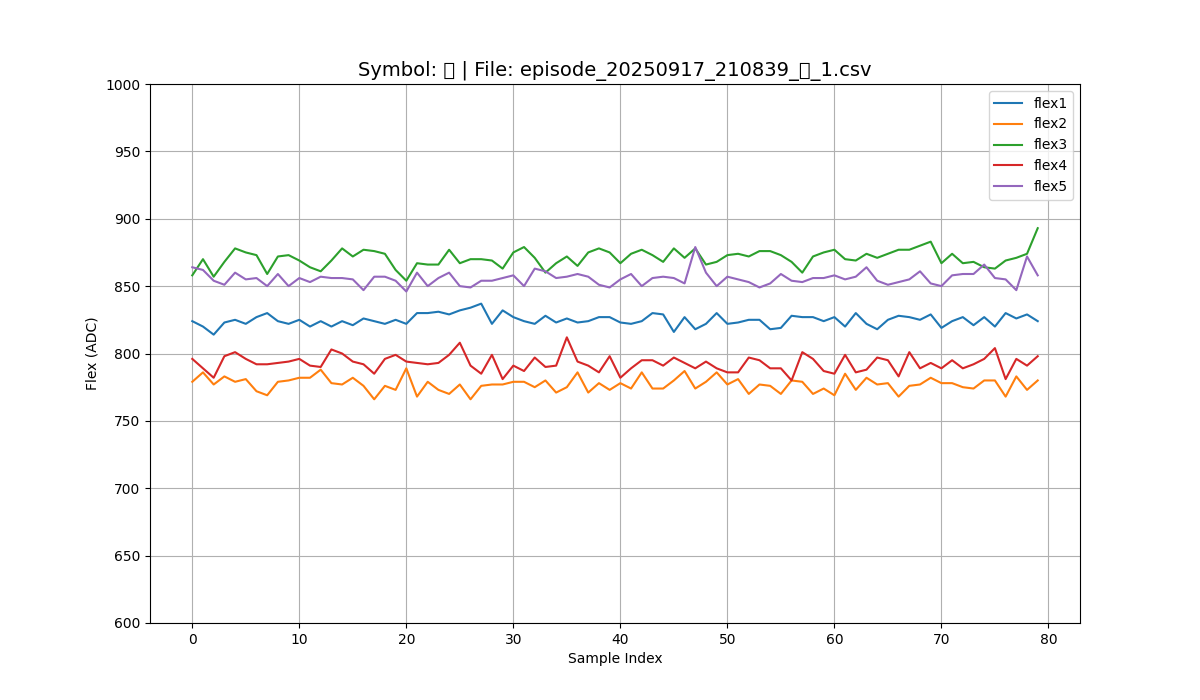 Symbol: ▯ | File: episode_20250917_210839_▯_1.csv
1000
950
900
850
800
750
700
650
600
Flex (ADC)
flex1
flex2
flex3
flex4
flex5
0 10 20 30 40 50 60 70 80
Sample Index